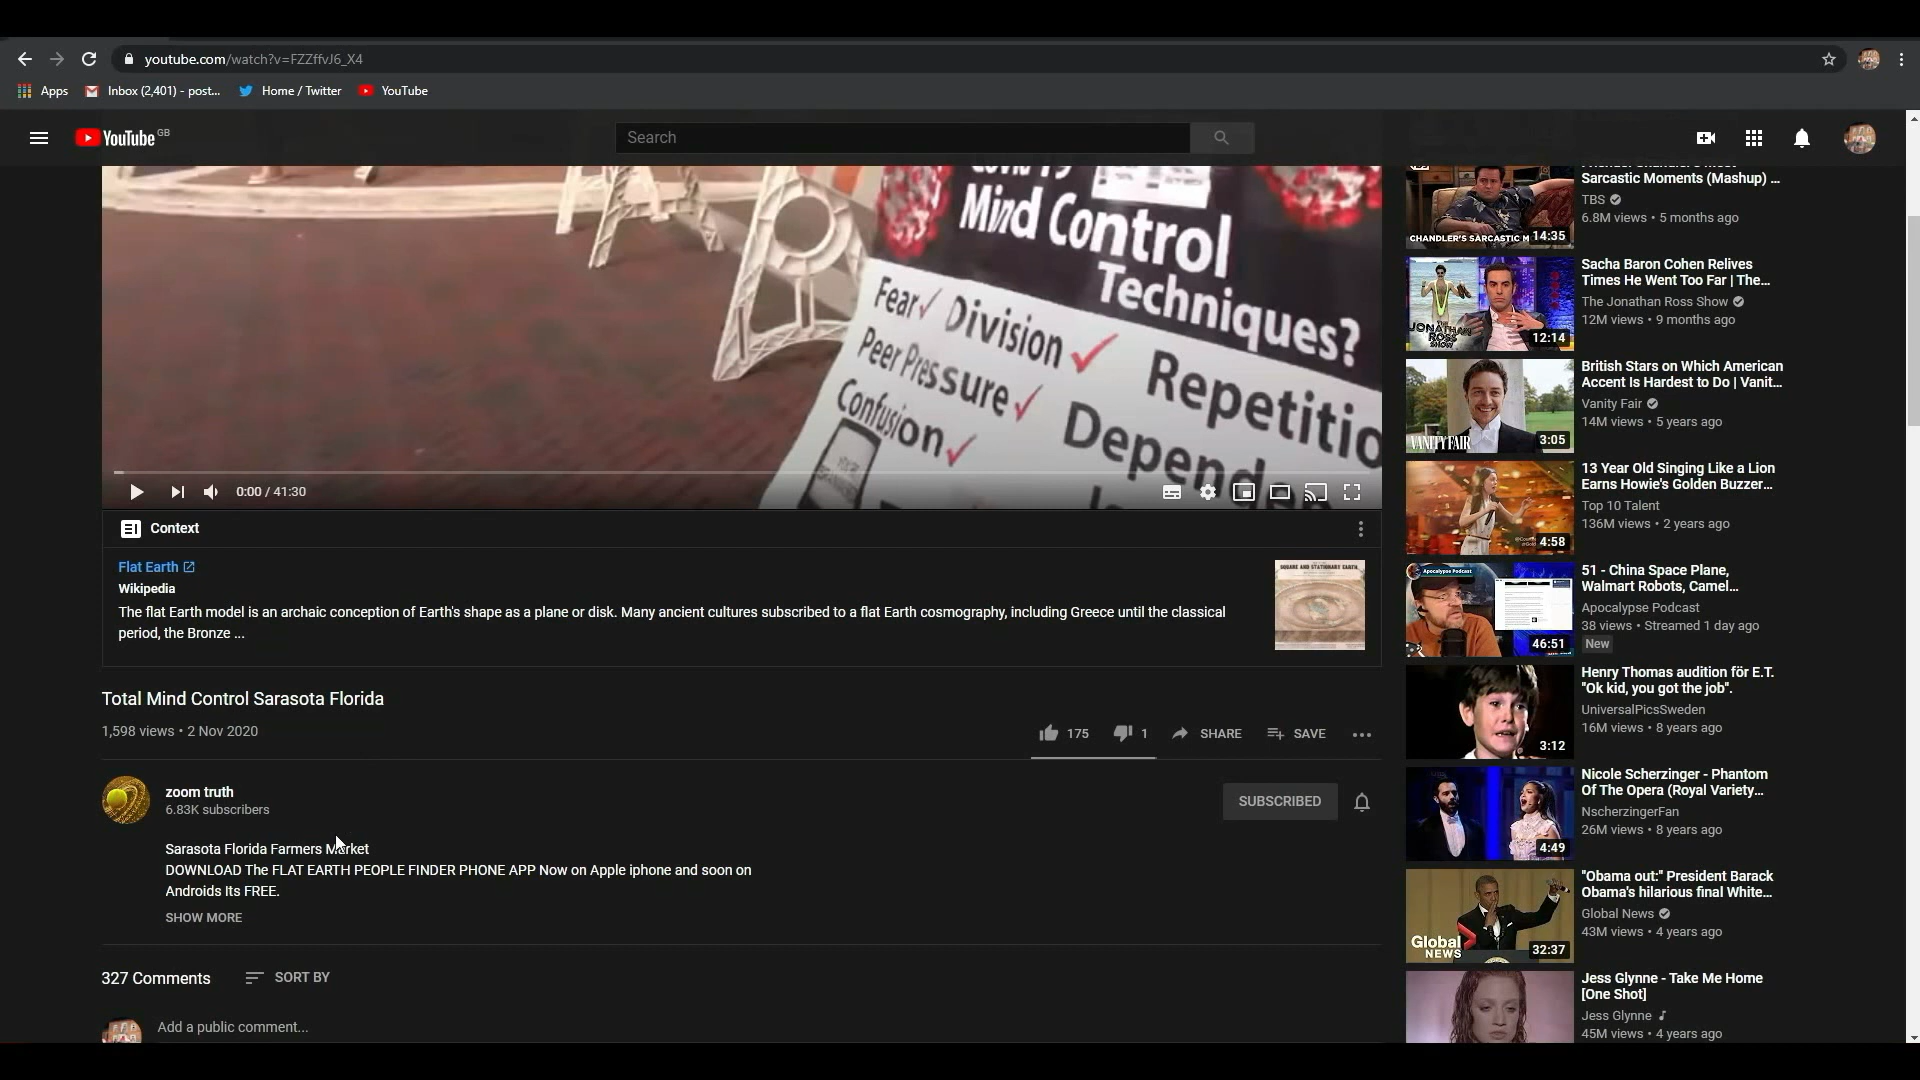 youtube.com/watch?v=FZZffvJ6_X4
Apps
Inbox (2,401) - post...
Home / Twitter
YouTube
YouTube GB
Search
Mind Control
Techniques?
Fear✓ Division ✓ 
Peer Pressure ✓
Confusion ✓
Context
Flat Earth
Wikipedia
The flat Earth model is an archaic conception of Earth's shape as a plane or disk. Many ancient cultures subscribed to a flat Earth cosmography, including Greece until the classical
period, the Bronze ...
0:00 / 41:30
SQUARE AND STATIONARY EARTH
Total Mind Control Sarasota Florida
1,598 views • 2 Nov 2020
175
1
SHARE
SAVE
zoom truth
6.83K subscribers
SUBSCRIBED
Sarasota Florida Farmers Market
DOWNLOAD The FLAT EARTH PEOPLE FINDER PHONE APP Now on Apple iphone and soon on
Androids Its FREE.
SHOW MORE
327 Comments
SORT BY
Add a public comment...
Sarcastic Moments (Mashup) ...
TBS
6.8M views • 5 months ago
CHANDLER'S SARCASTIC M
14:35
Sacha Baron Cohen Relives
Times He Went Too Far | The...
The Jonathan Ross Show
12M views • 9 months ago
THE JONATHAN ROSS SHOW
12:14
British Stars on Which American
Accent Is Hardest to Do | Vanit...
Vanity Fair
14M views • 5 years ago
VANITY FAIR
3:05
13 Year Old Singing Like a Lion
Earns Howie's Golden Buzzer...
Top 10 Talent
136M views • 2 years ago
4:58
51 - China Space Plane,
Walmart Robots, Camel...
Apocalypse Podcast
38 views • Streamed 1 day ago
New
Apocalypse Podcast
46:51
Henry Thomas audition för E.T.
"Ok kid, you got the job".
UniversalPicsSweden
16M views • 8 years ago
3:12
Nicole Scherzinger - Phantom
Of The Opera (Royal Variety...
NscherzingerFan
26M views • 8 years ago
4:49
"Obama out:" President Barack
Obama's hilarious final White...
Global News
43M views • 4 years ago
Global
NEWS
32:37
Jess Glynne - Take Me Home
[One Shot]
Jess Glynne
45M views • 4 years ago